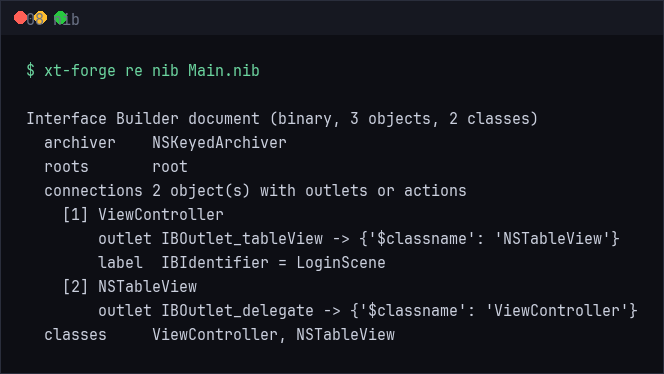 08 nib
$ xt-forge re nib Main.nib
Interface Builder document (binary, 3 objects, 2 classes)
archiver    NSKeyedArchiver
roots       root
connections 2 object(s) with outlets or actions
[1] ViewController
outlet IBOutlet_tableView -> {'$classname': 'NSTableView'}
label  IBIdentifier = LoginScene
[2] NSTableView
outlet IBOutlet_delegate -> {'$classname': 'ViewController'}
classes     ViewController, NSTableView